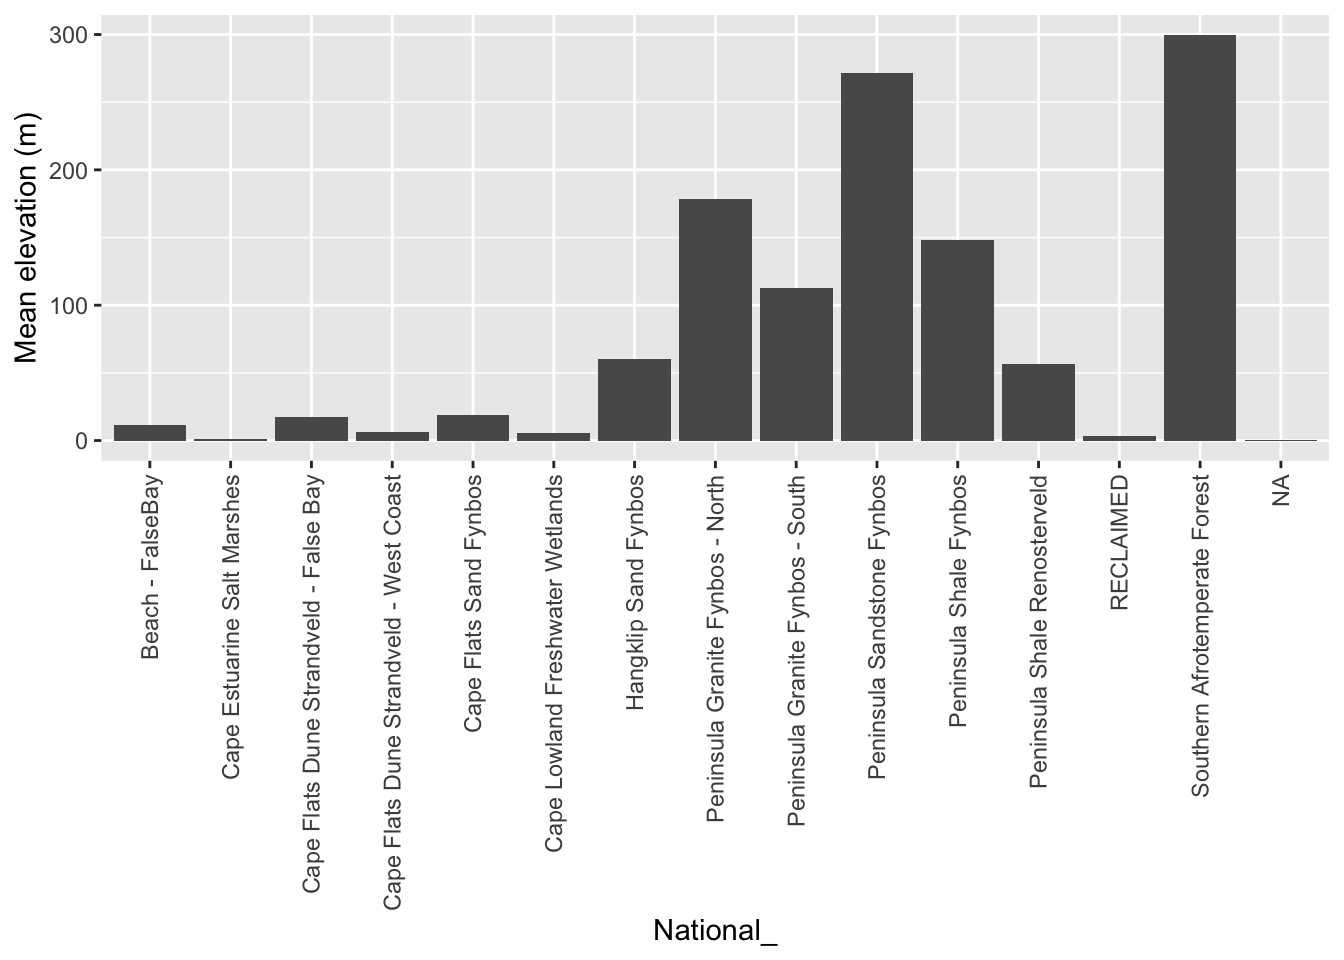 Mean elevation (m)
300
200
100
0
Beach - FalseBay
Cape Estuarine Salt Marshes
Cape Flats Dune Strandveld - False Bay
Cape Flats Dune Strandveld - West Coast
Cape Flats Sand Fynbos
Cape Lowland Freshwater Wetlands
Hangklip Sand Fynbos
Peninsula Granite Fynbos - North
Peninsula Granite Fynbos - South
Peninsula Sandstone Fynbos
Peninsula Shale Fynbos
Peninsula Shale Renosterveld
RECLAIMED
Southern Afrotemperate Forest
NA
National_